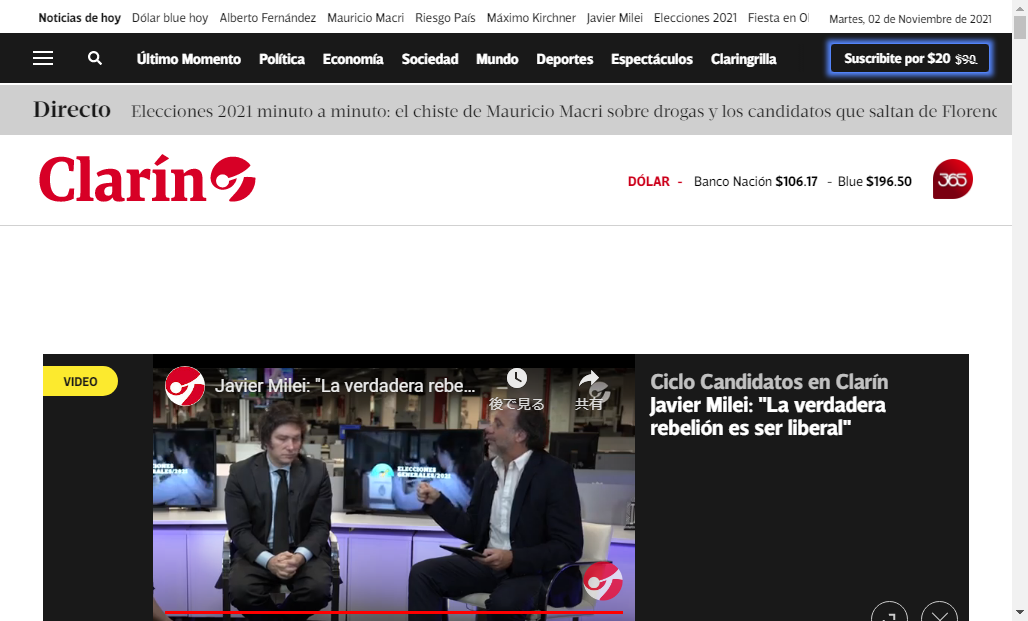 Noticias de hoy Dólar blue hoy Alberto Fernández Mauricio Macri Riesgo País Máximo Kirchner Javier Milei Elecciones 2021 Fiesta en Ol Martes, 02 de Noviembre de 2021
Último Momento Política Economía Sociedad Mundo Deportes Espectáculos Claringrilla Suscribite por $20 $90
Directo Elecciones 2021 minuto a minuto: el chiste de Mauricio Macri sobre drogas y los candidatos que saltan de Florenc
Clarín
DÓLAR - Banco Nación $106.17 - Blue $196.50 365
VIDEO
Javier Milei: "La verdadera rebe...
後で見る 共有
Ciclo Candidatos en Clarín
Javier Milei: "La verdadera
rebelión es ser liberal"
ELECCIONES
GENERALES/2021